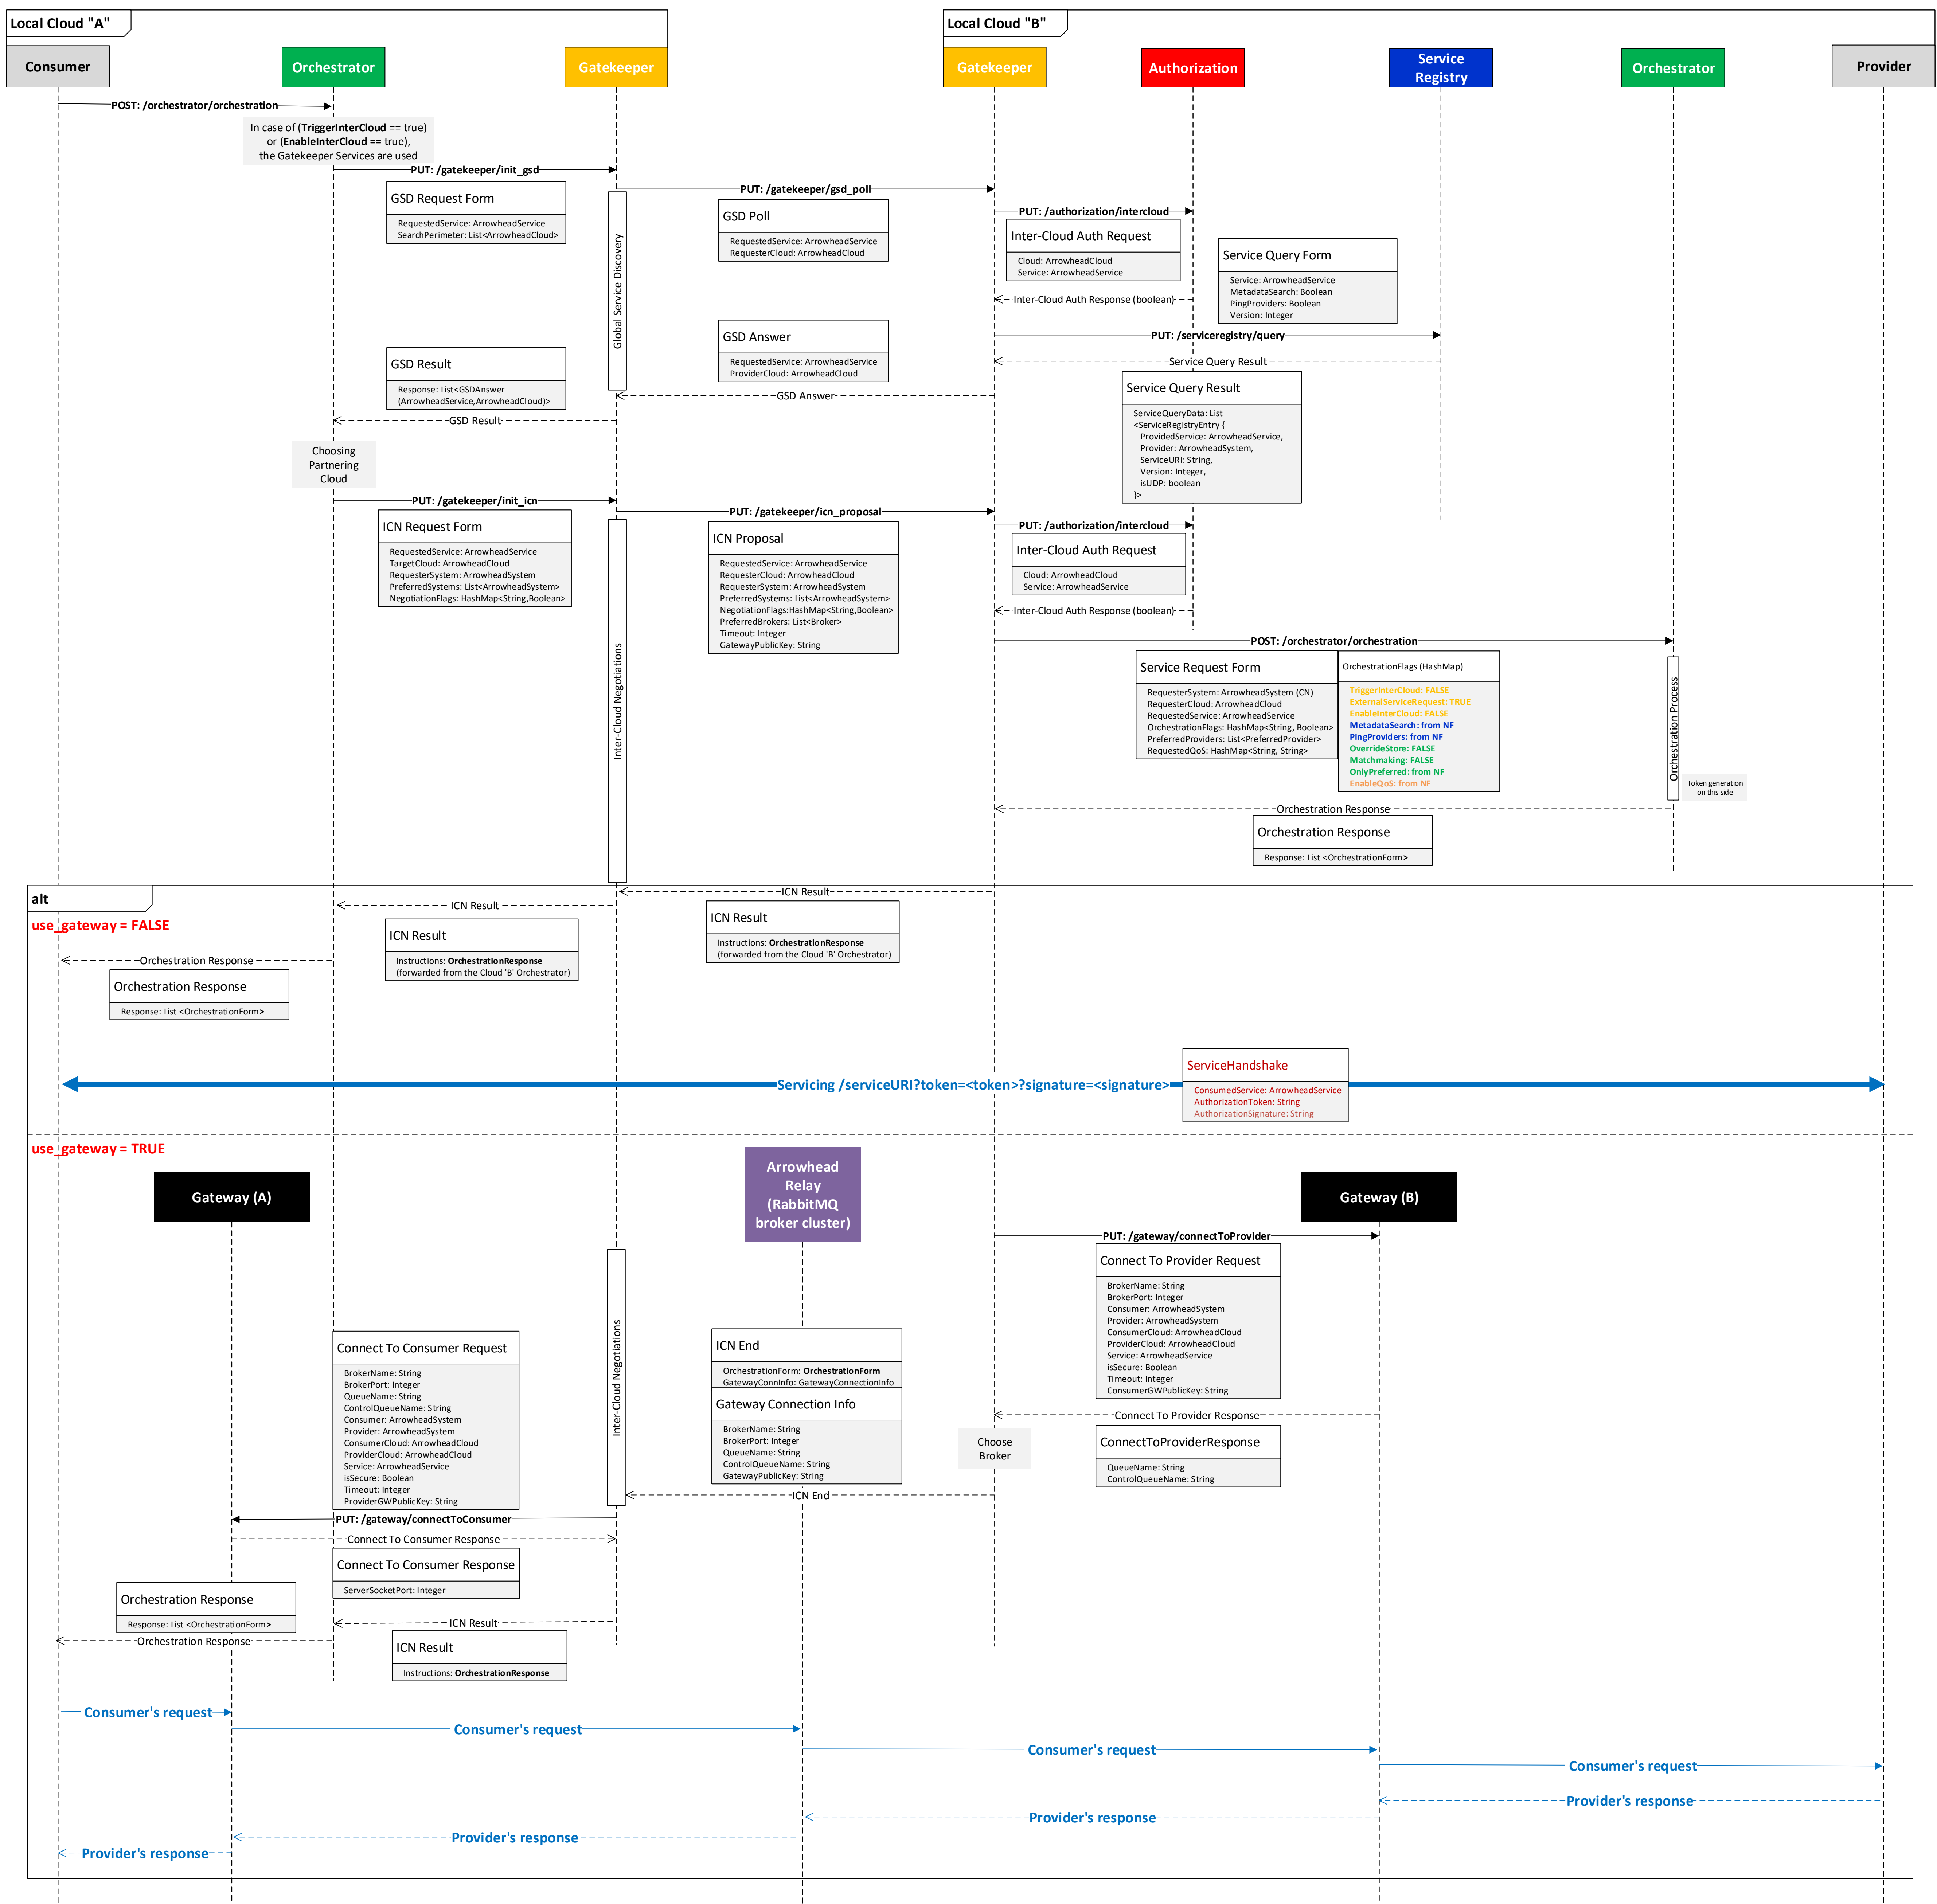 Local Cloud "A"
Local Cloud "B"
Consumer
Orchestrator
Gatekeeper
Gatekeeper
Authorization
Service
Registry
Orchestrator
Provider
POST: /orchestrator/orchestration
In case of (TriggerInterCloud == true)
or (EnableInterCloud == true),
the Gatekeeper Services are used
PUT: /gatekeeper/init_gsd
GSD Request Form
RequestedService: ArrowheadService
SearchPerimeter: List<ArrowheadCloud>
Global Service Discovery
PUT: /gatekeeper/gsd_poll
GSD Poll
RequestedService: ArrowheadService
RequesterCloud: ArrowheadCloud
PUT: /authorization/intercloud
Inter-Cloud Auth Request
Cloud: ArrowheadCloud
Service: ArrowheadService
Inter-Cloud Auth Response (boolean)
Service Query Form
Service: ArrowheadService
MetadataSearch: Boolean
PingProviders: Boolean
Version: Integer
PUT: /serviceregistry/query
Service Query Result
GSD Answer
RequestedService: ArrowheadService
ProviderCloud: ArrowheadCloud
GSD Result
Response: List<GSDAnswer
(ArrowheadService,ArrowheadCloud)>
GSD Answer
GSD Result
Service Query Result
ServiceQueryData: List
<ServiceRegistryEntry {
ProvidedService: ArrowheadService,
Provider: ArrowheadSystem,
ServiceURI: String,
Version: Integer,
isUDP: boolean
}>
Choosing
Partnering
Cloud
PUT: /gatekeeper/init_icn
ICN Request Form
RequestedService: ArrowheadService
TargetCloud: ArrowheadCloud
RequesterSystem: ArrowheadSystem
PreferredSystems: List<ArrowheadSystem>
NegotiationFlags: HashMap<String,Boolean>
Inter-Cloud Negotiations
PUT: /gatekeeper/icn_proposal
ICN Proposal
RequestedService: ArrowheadService
RequesterCloud: ArrowheadCloud
RequesterSystem: ArrowheadSystem
PreferredSystems: List<ArrowheadSystem>
NegotiationFlags:HashMap<String,Boolean>
PreferredBrokers: List<Broker>
Timeout: Integer
GatewayPublicKey: String
PUT: /authorization/intercloud
Inter-Cloud Auth Request
Cloud: ArrowheadCloud
Service: ArrowheadService
Inter-Cloud Auth Response (boolean)
POST: /orchestrator/orchestration
Service Request Form
RequesterSystem: ArrowheadSystem (CN)
RequesterCloud: ArrowheadCloud
RequestedService: ArrowheadService
OrchestrationFlags: HashMap<String, Boolean>
PreferredProviders: List<PreferredProvider>
RequestedQoS: HashMap<String, String>
OrchestrationFlags (HashMap)
TriggerInterCloud: FALSE
ExternalServiceRequest: TRUE
EnableInterCloud: FALSE
MetadataSearch: from NF
PingProviders: from NF
OverrideStore: FALSE
Matchmaking: FALSE
OnlyPreferred: from NF
EnableQoS: from NF
Orchestration Process
Token generation
on this side
Orchestration Response
Orchestration Response
Response: List <OrchestrationForm>
alt
use_gateway = FALSE
ICN Result
ICN Result
ICN Result
Instructions: OrchestrationResponse
(forwarded from the Cloud 'B' Orchestrator)
ICN Result
Instructions: OrchestrationResponse
(forwarded from the Cloud 'B' Orchestrator)
Orchestration Response
Orchestration Response
Response: List <OrchestrationForm>
Servicing /serviceURI?token=<token>?signature=<signature>
ServiceHandshake
ConsumedService: ArrowheadService
AuthorizationToken: String
AuthorizationSignature: String
use_gateway = TRUE
Gateway (A)
Arrowhead
Relay
(RabbitMQ
broker cluster)
Gateway (B)
PUT: /gateway/connectToProvider
Connect To Provider Request
BrokerName: String
BrokerPort: Integer
Consumer: ArrowheadSystem
Provider: ArrowheadSystem
ConsumerCloud: ArrowheadCloud
ProviderCloud: ArrowheadCloud
Service: ArrowheadService
isSecure: Boolean
Timeout: Integer
ConsumerGWPublicKey: String
Connect To Consumer Request
BrokerName: String
BrokerPort: Integer
QueueName: String
ControlQueueName: String
Consumer: ArrowheadSystem
Provider: ArrowheadSystem
ConsumerCloud: ArrowheadCloud
ProviderCloud: ArrowheadCloud
Service: ArrowheadService
isSecure: Boolean
Timeout: Integer
ProviderGWPublicKey: String
Inter-Cloud Negotiations
ICN End
OrchestrationForm: OrchestrationForm
GatewayConnInfo: GatewayConnectionInfo
Gateway Connection Info
BrokerName: String
BrokerPort: Integer
QueueName: String
ControlQueueName: String
GatewayPublicKey: String
Connect To Provider Response
Choose
Broker
ConnectToProviderResponse
QueueName: String
ControlQueueName: String
ICN End
PUT: /gateway/connectToConsumer
Connect To Consumer Response
Connect To Consumer Response
ServerSocketPort: Integer
Orchestration Response
Response: List <OrchestrationForm>
ICN Result
Orchestration Response
ICN Result
Instructions: OrchestrationResponse
Consumer's request
Consumer's request
Consumer's request
Consumer's request
Provider's response
Provider's response
Provider's response
Provider's response